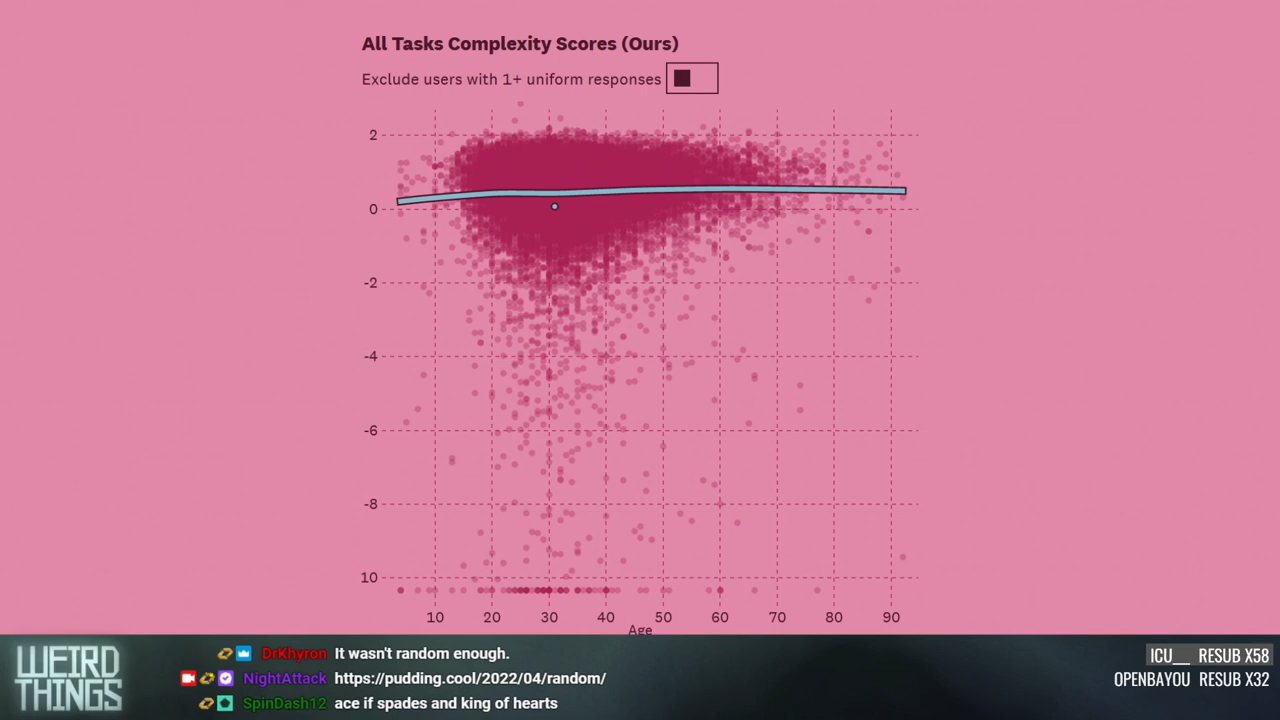 All Tasks Complexity Scores (Ours)
Exclude users with 1+ uniform responses
2
0
-2
-4
-6
-8
10
10 20 30 40 50 60 70 80 90
Age
WEIRD
THINGS
DrKhyron It wasn't random enough.
NightAttack https://pudding.cool/2022/04/random/
SpinDash12 ace if spades and king of hearts
ICU__ RESUB X58
OPENBAYOU RESUB X32